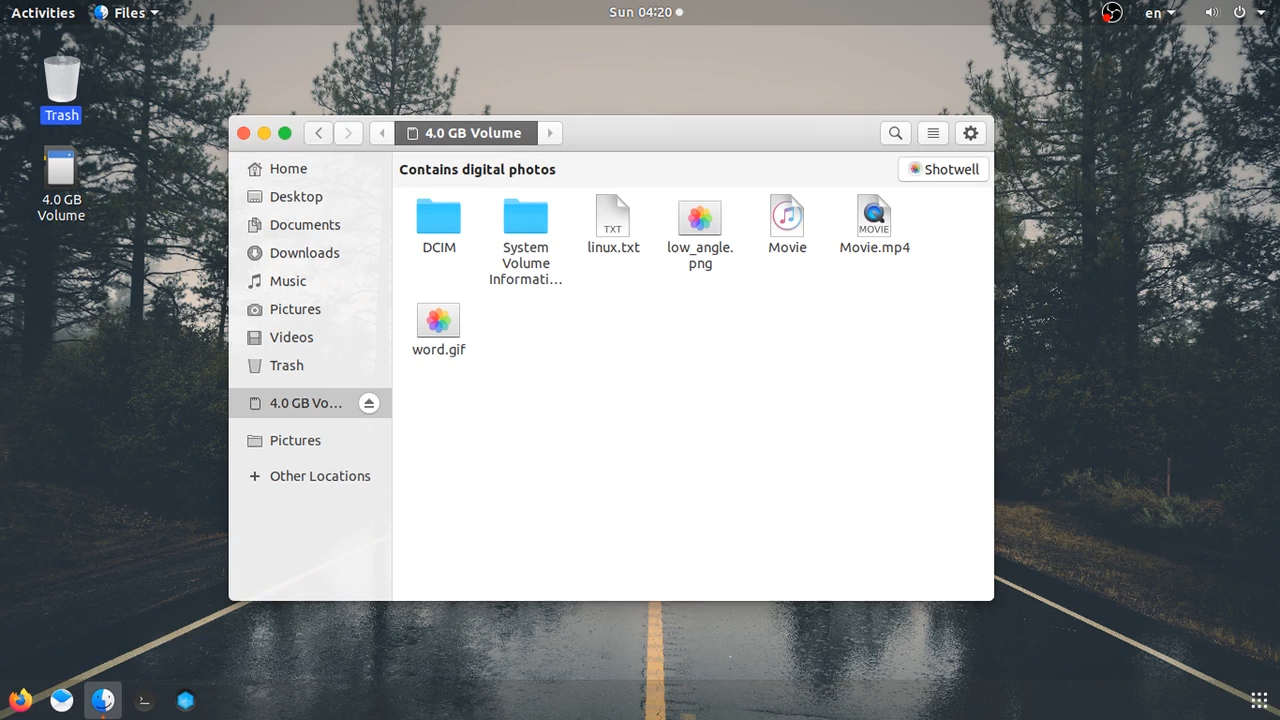 Activities
Files
Sun 04:20
en
Trash
4.0 GB
Volume
4.0 GB Volume
Home
Desktop
Documents
Downloads
Music
Pictures
Videos
Trash
4.0 GB Vo…
Pictures
Other Locations
Contains digital photos
Shotwell
DCIM
System
Volume
Informati…
TXT
linux.txt
low_angle.
png
Movie
MOVIE
Movie.mp4
word.gif